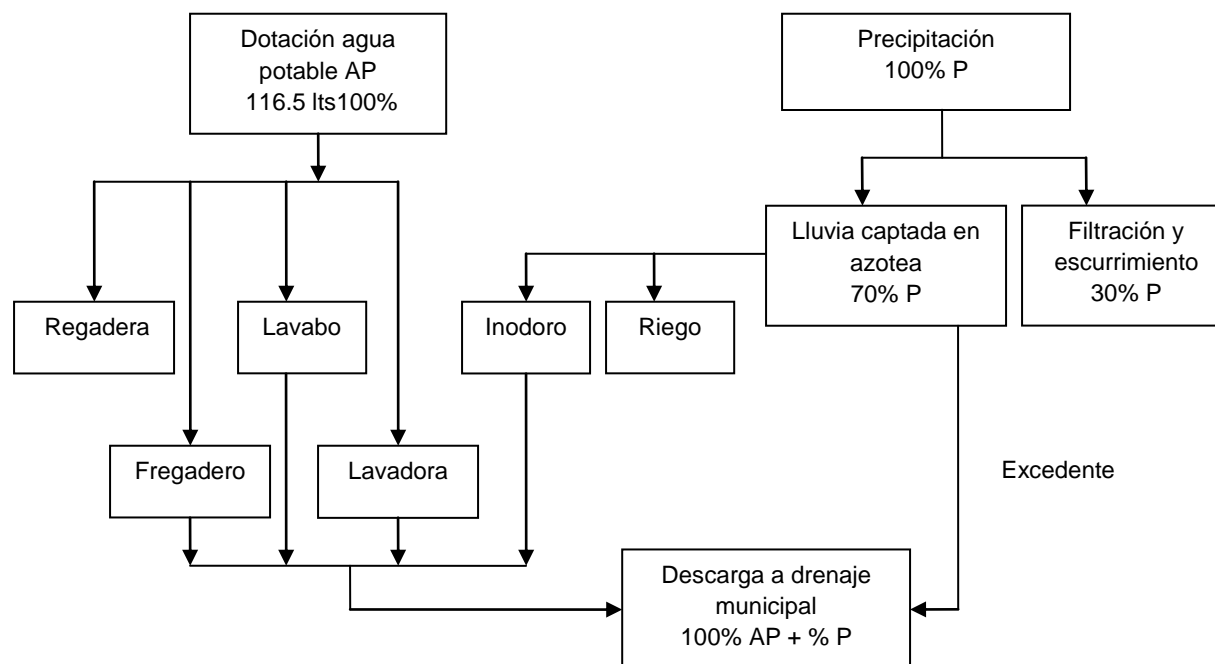 Dotación agua
potable AP
116.5 lts100%
Precipitación
100% P
Lluvia captada en
azotea
70% P
Filtración y
escurrimiento
30% P
Regadera
Lavabo
Inodoro
Riego
Fregadero
Lavadora
Excedente
Descarga a drenaje
municipal
100% AP + % P